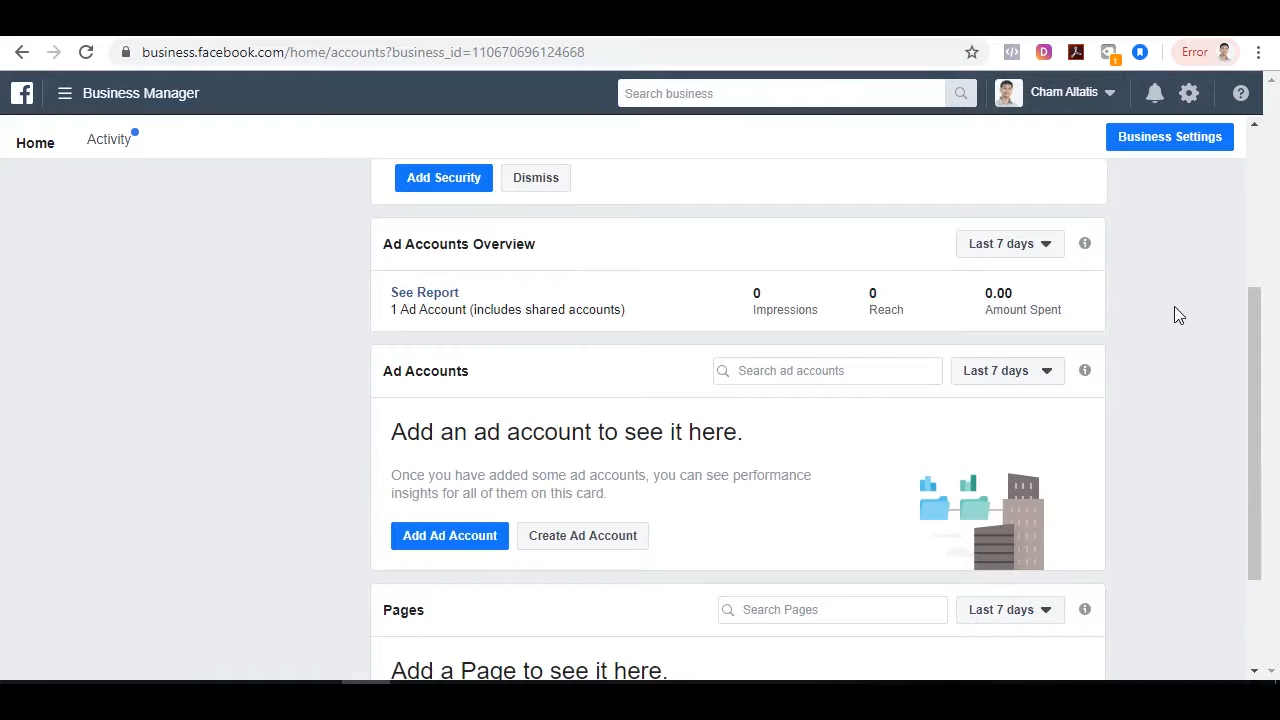 business.facebook.com/home/accounts?business_id=110670696124668
Error
Business Manager
Search business
Cham Altatis
Home
Activity
Business Settings
Add Security
Dismiss
Ad Accounts Overview
Last 7 days
See Report
1 Ad Account (includes shared accounts)
0
Impressions
0
Reach
0.00
Amount Spent
Ad Accounts
Search ad accounts
Last 7 days
Add an ad account to see it here.
Once you have added some ad accounts, you can see performance
insights for all of them on this card.
Add Ad Account
Create Ad Account
Pages
Search Pages
Last 7 days
Add a Page to see it here.